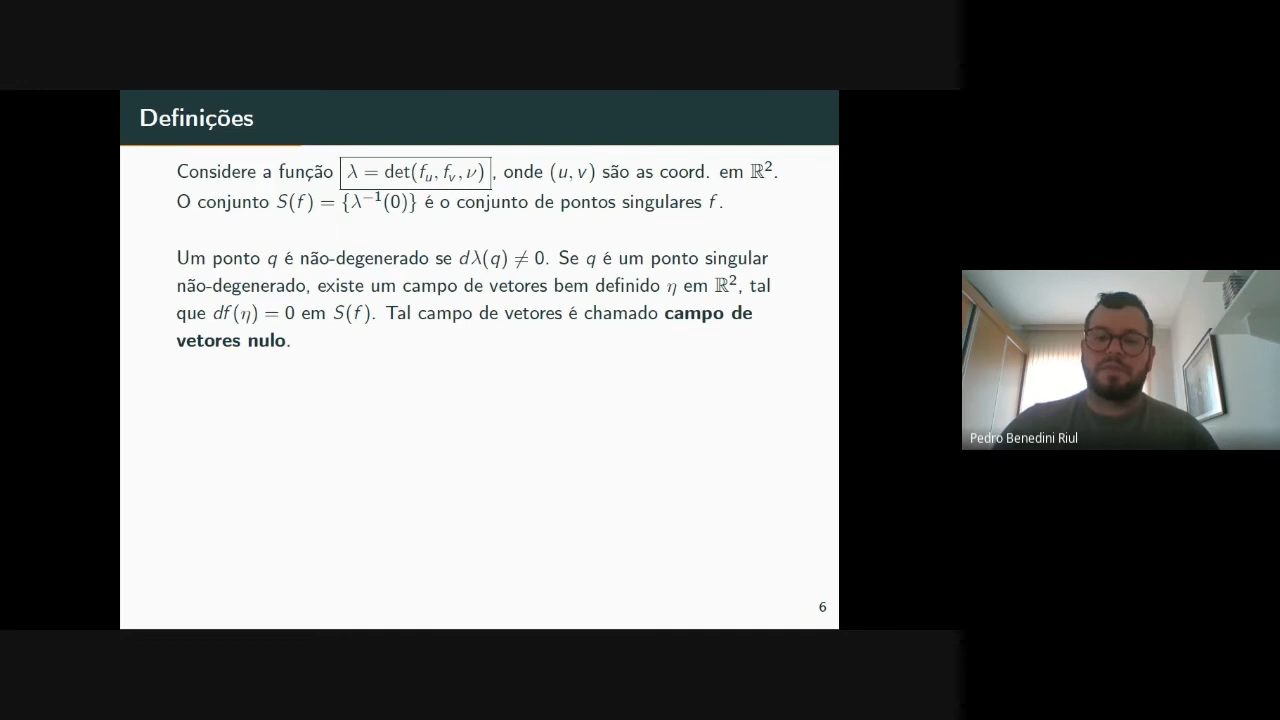 Definições
Considere a função λ = det(fᵤ, fᵥ, ν), onde (u, v) são as coord. em ℝ².
O conjunto S(f) = {λ⁻¹(0)} é o conjunto de pontos singulares f.
Um ponto q é não-degenerado se dλ(q) ≠ 0. Se q é um ponto singular
não-degenerado, existe um campo de vetores bem definido η em ℝ², tal
que df(η) = 0 em S(f). Tal campo de vetores é chamado campo de
vetores nulo.
6
Pedro Benedini Riul